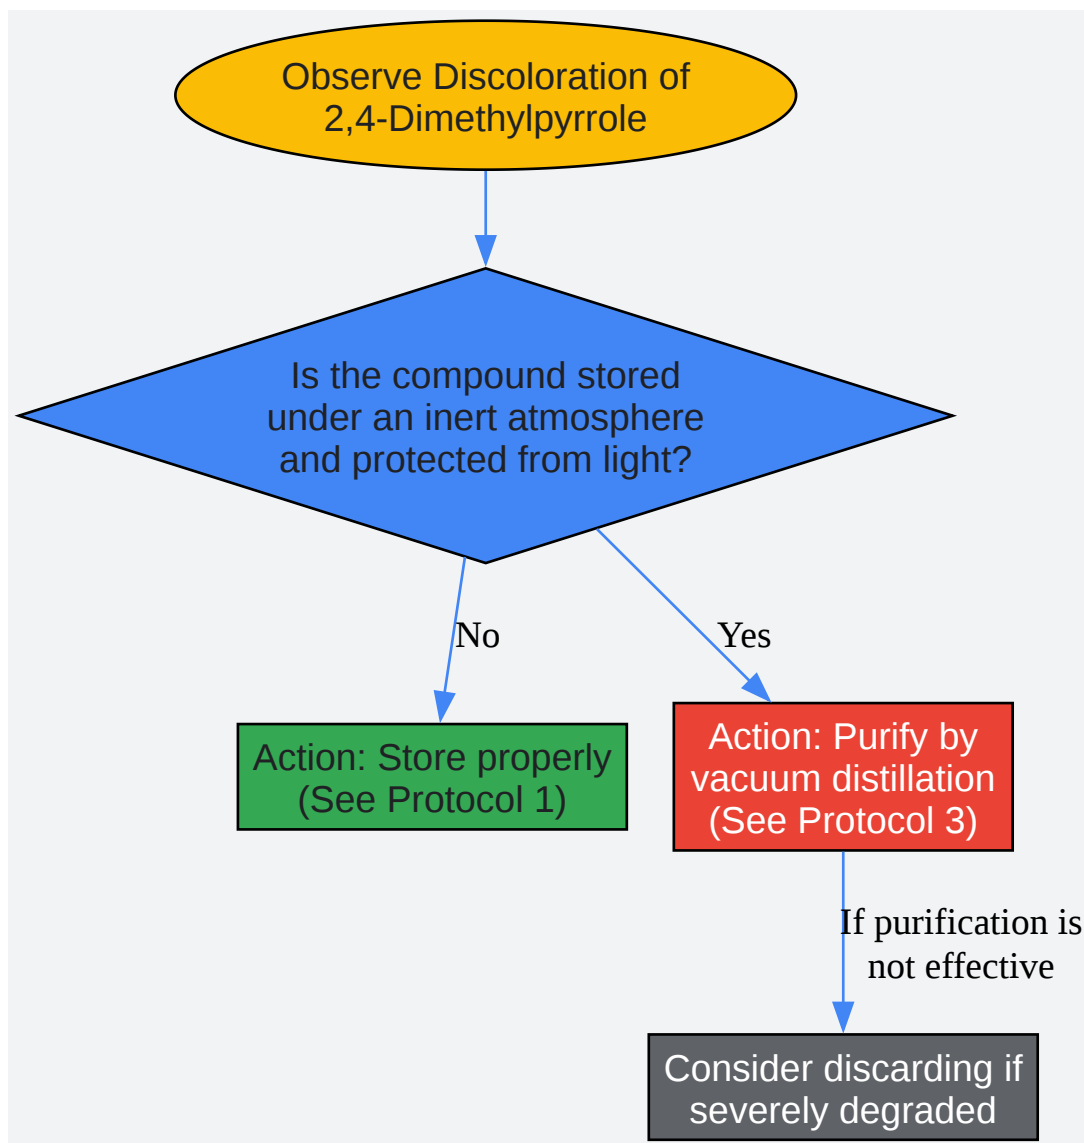 Observe Discoloration of
2,4-Dimethylpyrrole
Is the compound stored
under an inert atmosphere
and protected from light?
No
Yes
Action: Store properly
(See Protocol 1)
Action: Purify by
vacuum distillation
(See Protocol 3)
If purification is
not effective
Consider discarding if
severely degraded